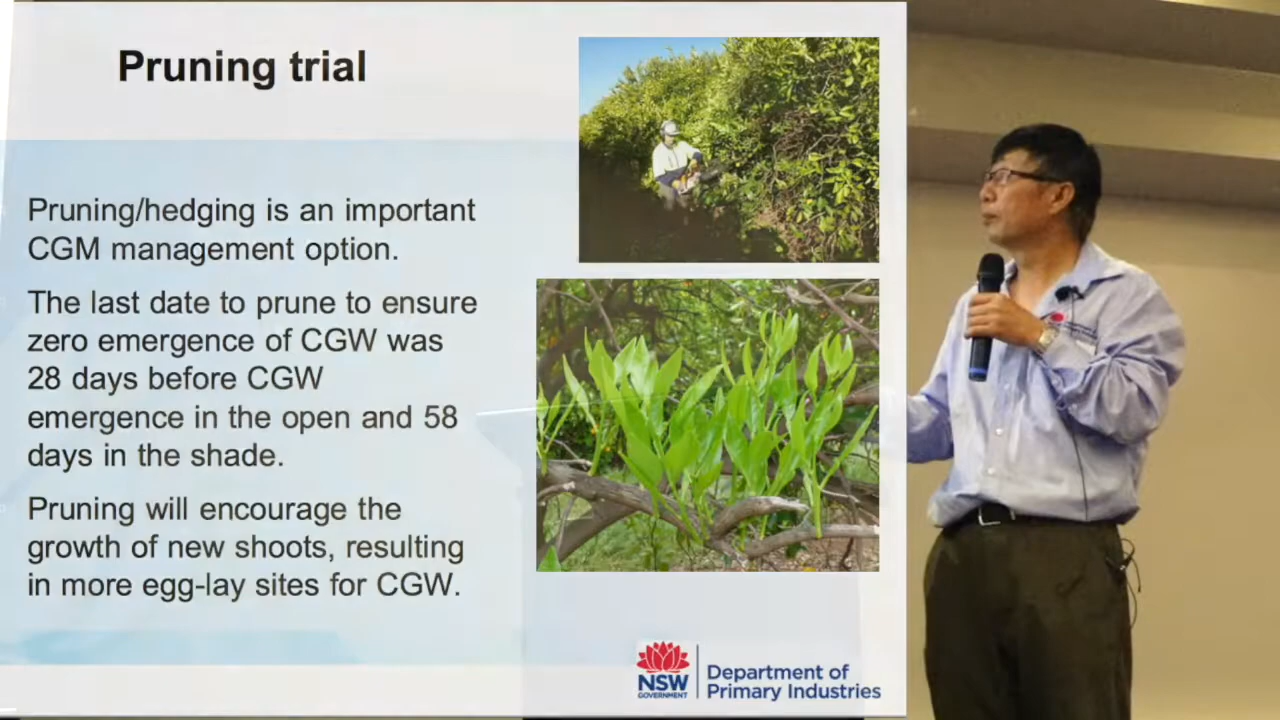 Pruning trial
Pruning/hedging is an important
CGM management option.
The last date to prune to ensure
zero emergence of CGW was
28 days before CGW
emergence in the open and 58
days in the shade.
Pruning will encourage the
growth of new shoots, resulting
in more egg-lay sites for CGW.
NSW
GOVERNMENT
Department of
Primary Industries